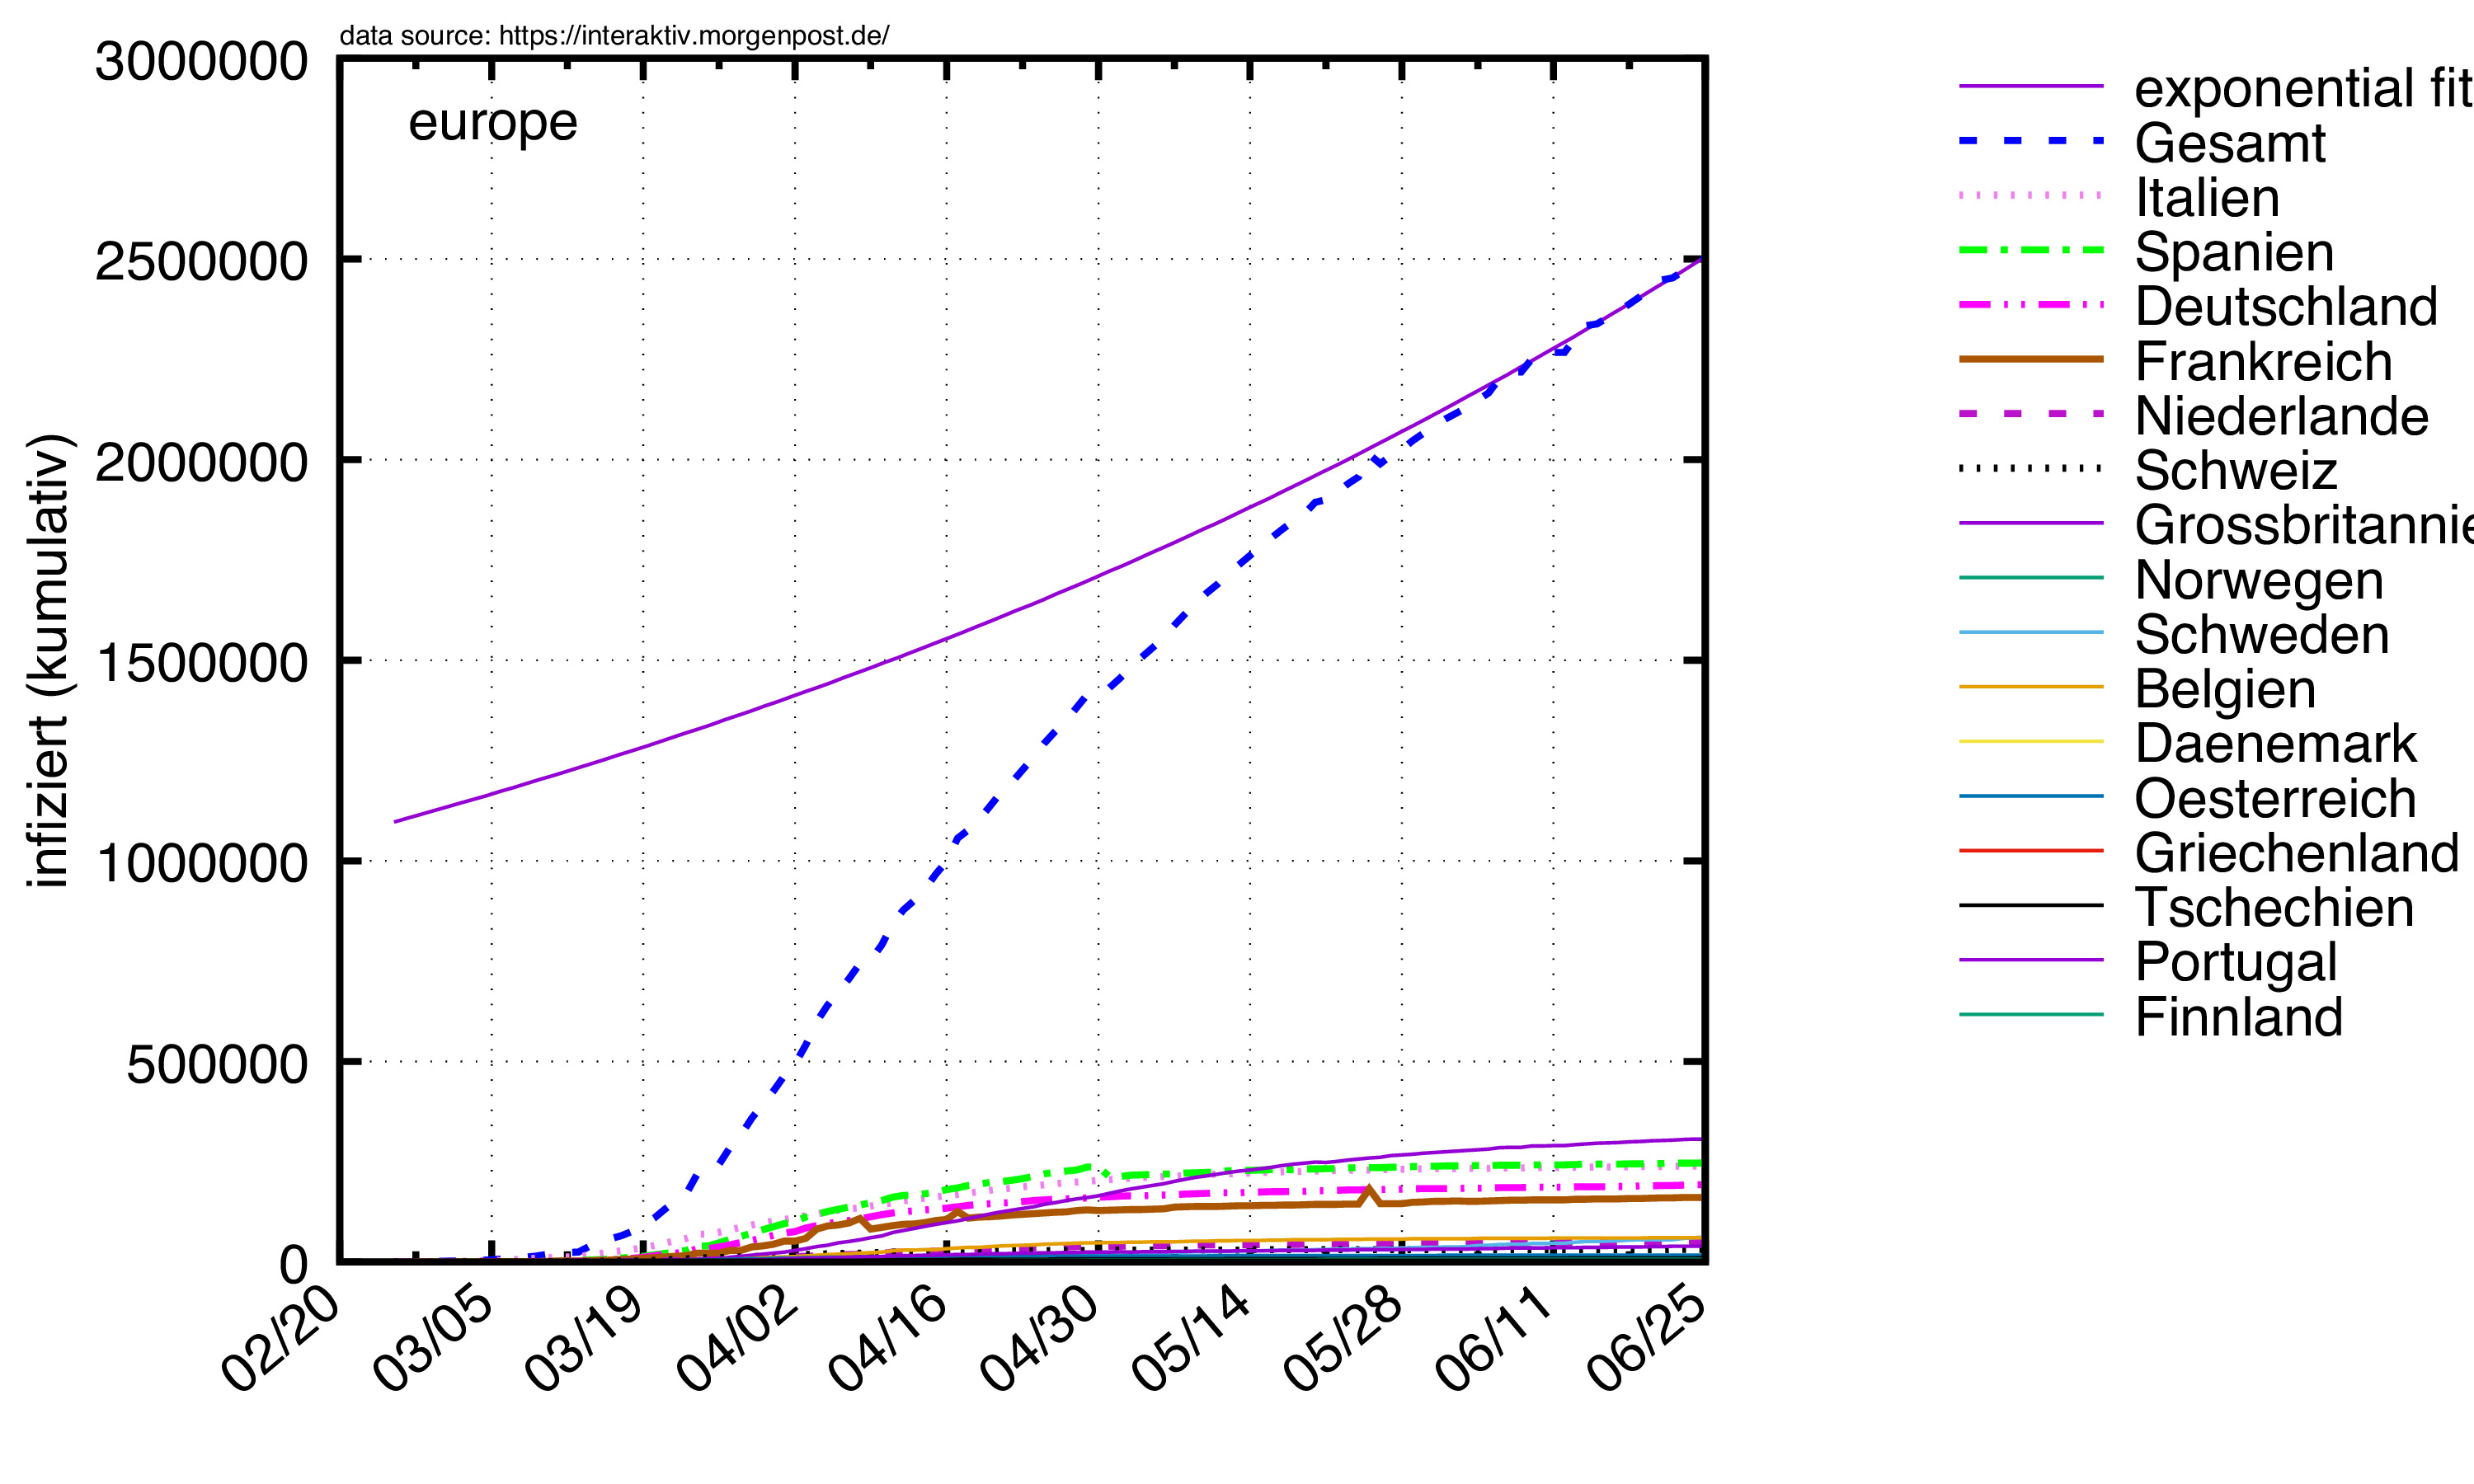 data source: https://interaktiv.morgenpost.de/
europe
infiziert (kumulativ)
3000000
2500000
2000000
1500000
1000000
500000
0
02/20
03/05
03/19
04/02
04/16
04/30
05/14
05/28
06/11
06/25
exponential fit
Gesamt
Italien
Spanien
Deutschland
Frankreich
Niederlande
Schweiz
Grossbritannie
Norwegen
Schweden
Belgien
Daenemark
Oesterreich
Griechenland
Tschechien
Portugal
Finnland